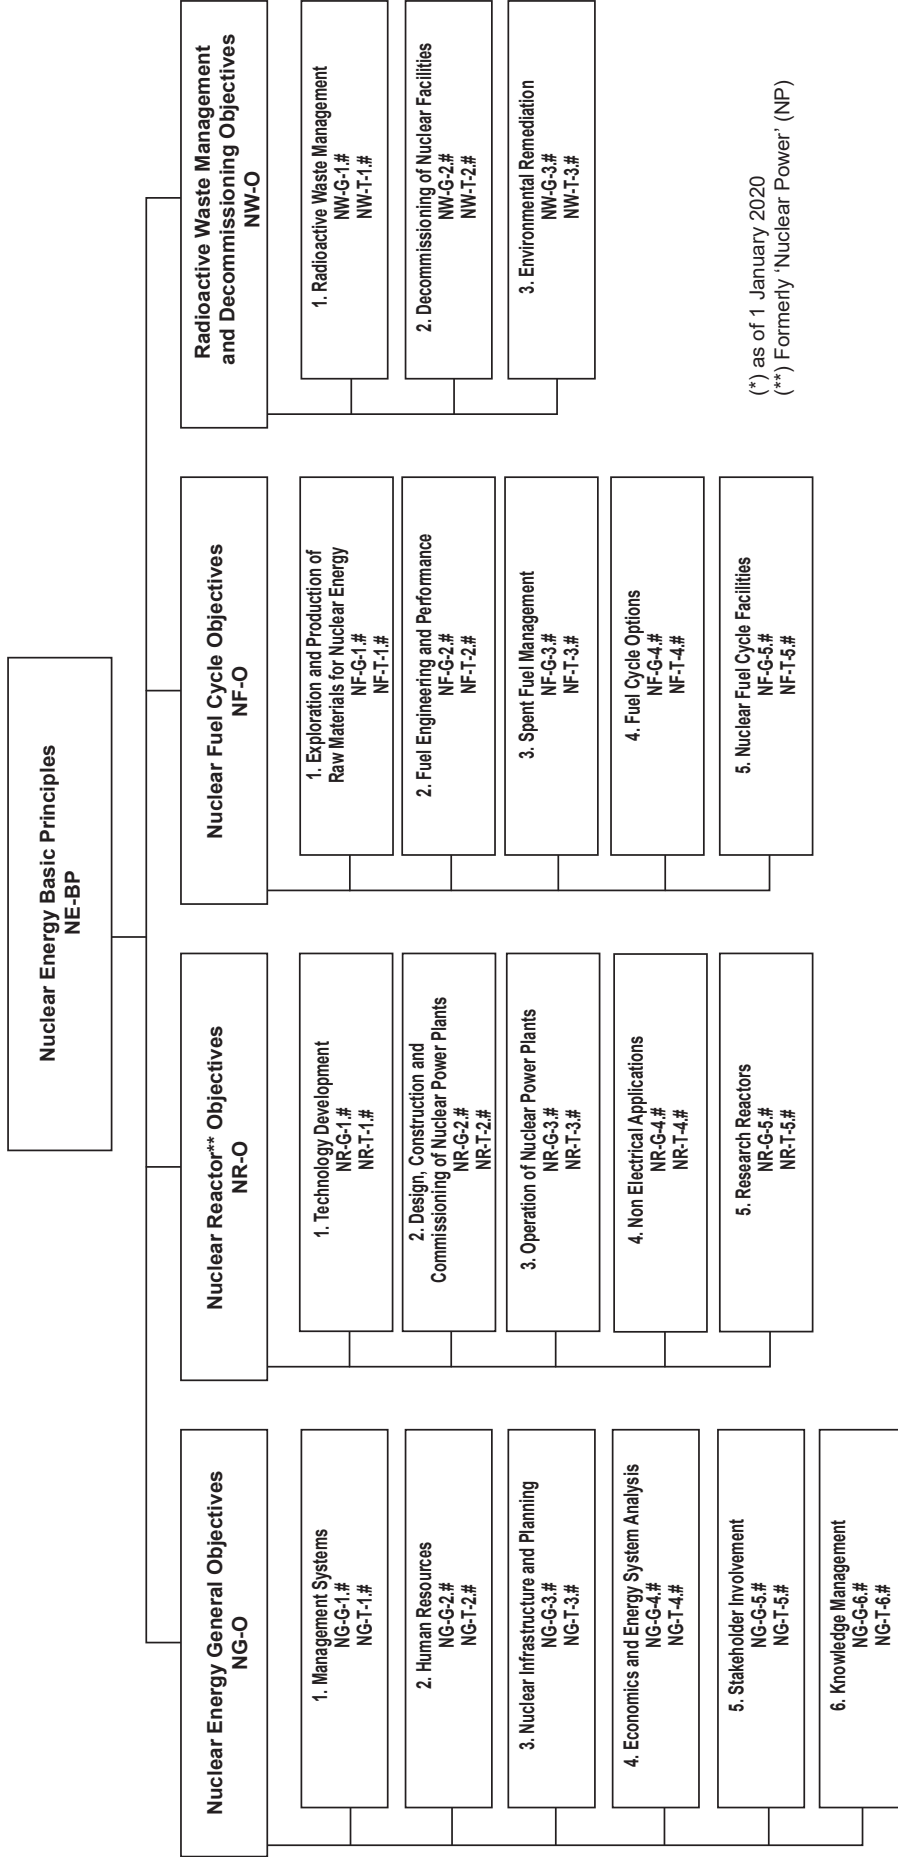 Nuclear Energy Basic Principles
NE-BP
Nuclear Energy General Objectives
NG-O
1. Management Systems
NG-G-1.#
NG-T-1.#
2. Human Resources
NG-G-2.#
NG-T-2.#
3. Nuclear Infrastructure and Planning
NG-G-3.#
NG-T-3.#
4. Economics and Energy System Analysis
NG-G-4.#
NG-T-4.#
5. Stakeholder Involvement
NG-G-5.#
NG-T-5.#
6. Knowledge Management
NG-G-6.#
NG-T-6.#
Nuclear Reactor** Objectives
NR-O
1. Technology Development
NR-G-1.#
NR-T-1.#
2. Design, Construction and
Commissioning of Nuclear Power Plants
NR-G-2.#
NR-T-2.#
3. Operation of Nuclear Power Plants
NR-G-3.#
NR-T-3.#
4. Non Electrical Applications
NR-G-4.#
NR-T-4.#
5. Research Reactors
NR-G-5.#
NR-T-5.#
Nuclear Fuel Cycle Objectives
NF-O
1. Exploration and Production of
Raw Materials for Nuclear Energy
NF-G-1.#
NF-T-1.#
2. Fuel Engineering and Performance
NF-G-2.#
NF-T-2.#
3. Spent Fuel Management
NF-G-3.#
NF-T-3.#
4. Fuel Cycle Options
NF-G-4.#
NF-T-4.#
5. Nuclear Fuel Cycle Facilities
NF-G-5.#
NF-T-5.#
Radioactive Waste Management
and Decommissioning Objectives
NW-O
1. Radioactive Waste Management
NW-G-1.#
NW-T-1.#
2. Decommissioning of Nuclear Facilities
NW-G-2.#
NW-T-2.#
3. Environmental Remediation
NW-G-3.#
NW-T-3.#
(*) as of 1 January 2020
(**) Formerly ‘Nuclear Power’ (NP)